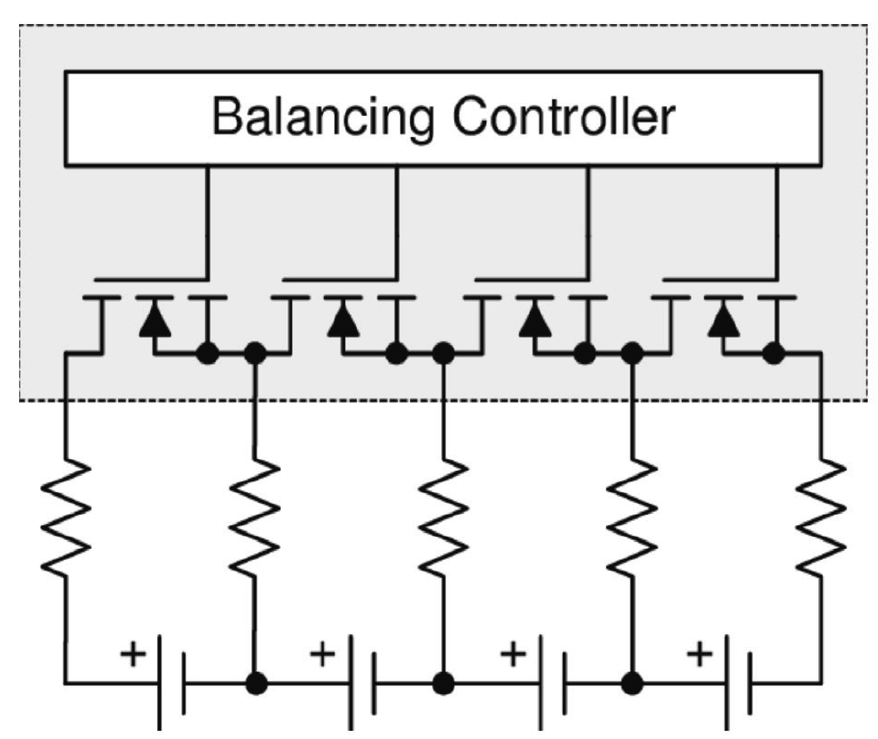 Balancing Controller
+ + + +